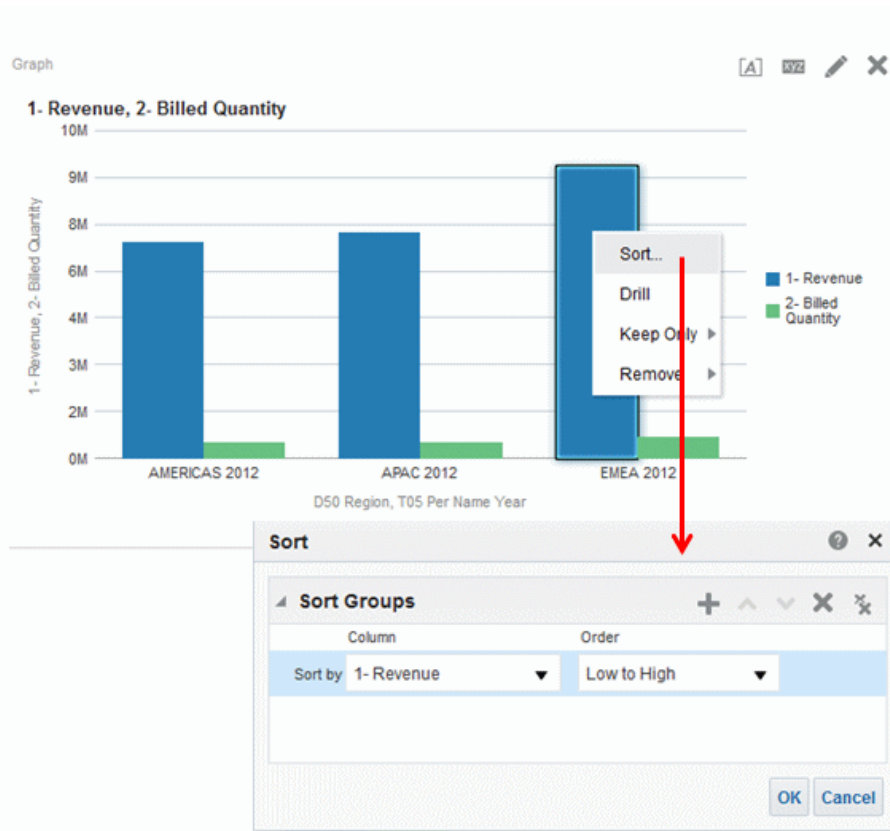 Graph
[A] xyz
1- Revenue, 2- Billed Quantity
10M
9M
8M
6M
4M
3M
2M
0M
1- Revenue, 2- Billed Quantity
Sort...
Drill
Keep Only
Remove
1- Revenue
2- Billed
Quantity
AMERICAS 2012 APAC 2012 EMEA 2012
D50 Region, T05 Per Name Year
Sort
Sort Groups
Column Order
Sort by 1- Revenue Low to High
OK Cancel